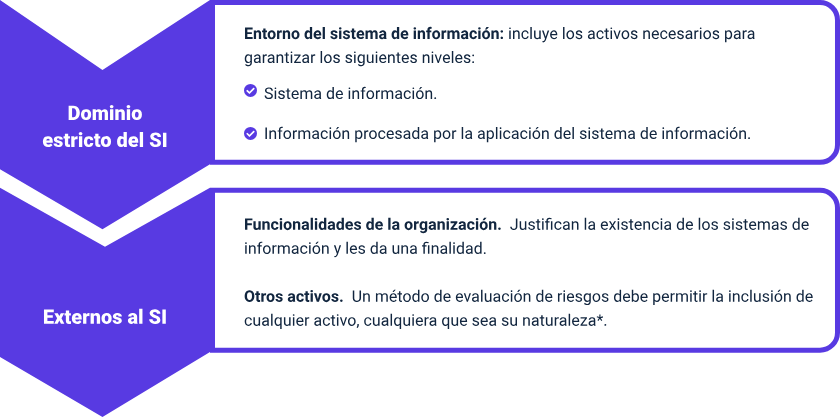 Dominio
estricto del SI
Entorno del sistema de información: incluye los activos necesarios para
garantizar los siguientes niveles:
Sistema de información.
Información procesada por la aplicación del sistema de información.
Externos al SI
Funcionalidades de la organización. Justifican la existencia de los sistemas de
información y les da una finalidad.
Otros activos. Un método de evaluación de riesgos debe permitir la inclusión de
cualquier activo, cualquiera que sea su naturaleza*.